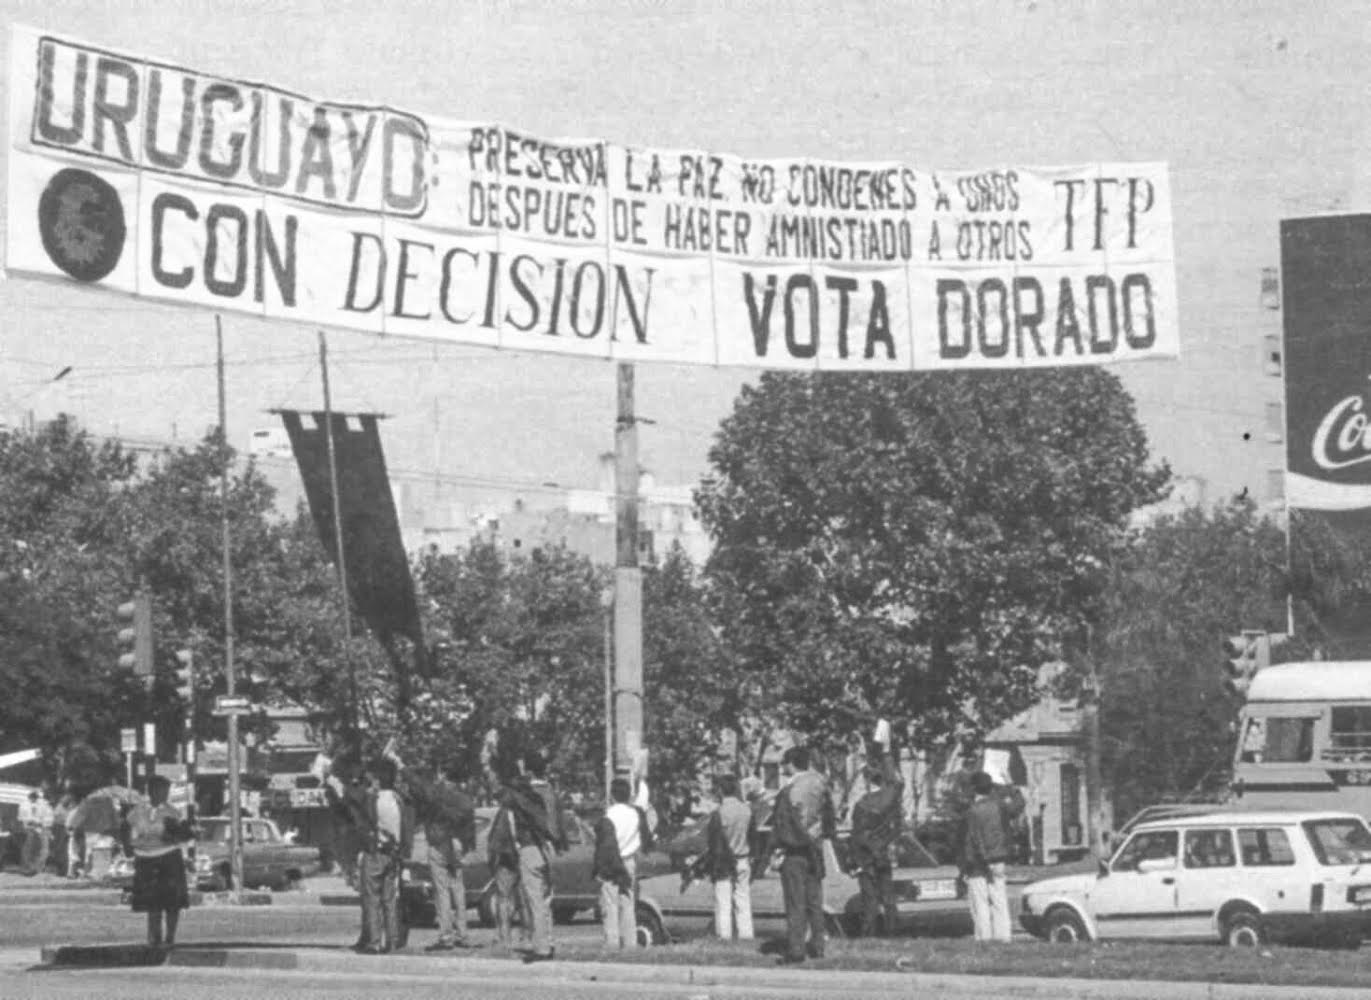 URUGUAYO:
PRESERVA LA PAZ NO CONDENES A UNOS
DESPUES DE HABER AMNISTIADO A OTROS
TFP
CON DECISION VOTA DORADO